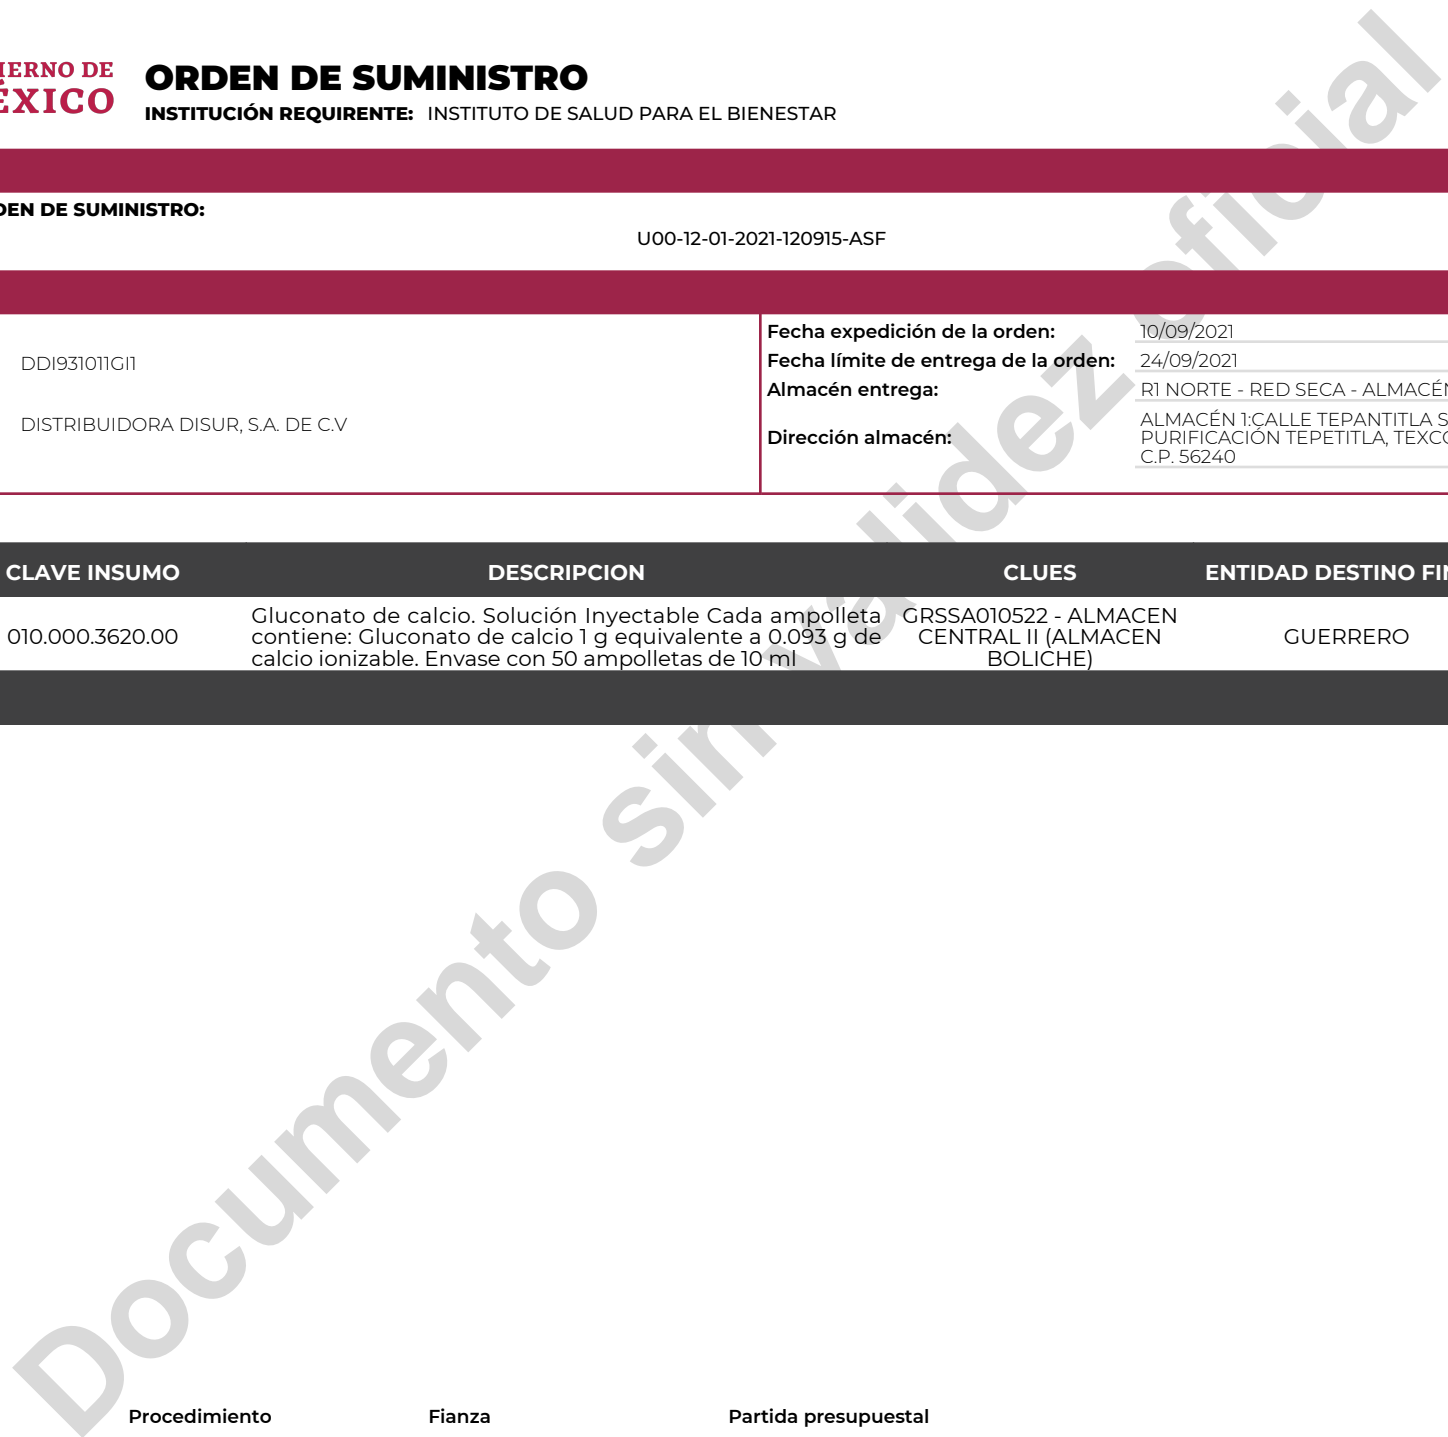 IERNO DE
ÉXICO
ORDEN DE SUMINISTRO
INSTITUCIÓN REQUIRENTE: INSTITUTO DE SALUD PARA EL BIENESTAR
DEN DE SUMINISTRO:
U00-12-01-2021-120915-ASF
DDI931011GI1
DISTRIBUIDORA DISUR, S.A. DE C.V
Fecha expedición de la orden: 10/09/2021
Fecha límite de entrega de la orden: 24/09/2021
Almacén entrega: R1 NORTE - RED SECA - ALMACÉN
Dirección almacén: ALMACÉN 1:CALLE TEPANTITLA S
PURIFICACIÓN TEPETITLA, TEXCO
C.P. 56240
CLAVE INSUMO DESCRIPCION CLUES ENTIDAD DESTINO FIN
010.000.3620.00
Gluconato de calcio. Solución Inyectable Cada ampolleta
contiene: Gluconato de calcio 1 g equivalente a 0.093 g de
calcio ionizable. Envase con 50 ampolletas de 10 ml
GRSSA010522 - ALMACEN
CENTRAL II (ALMACEN
BOLICHE)
GUERRERO
Documento sin validez oficial
Procedimiento Fianza Partida presupuestal